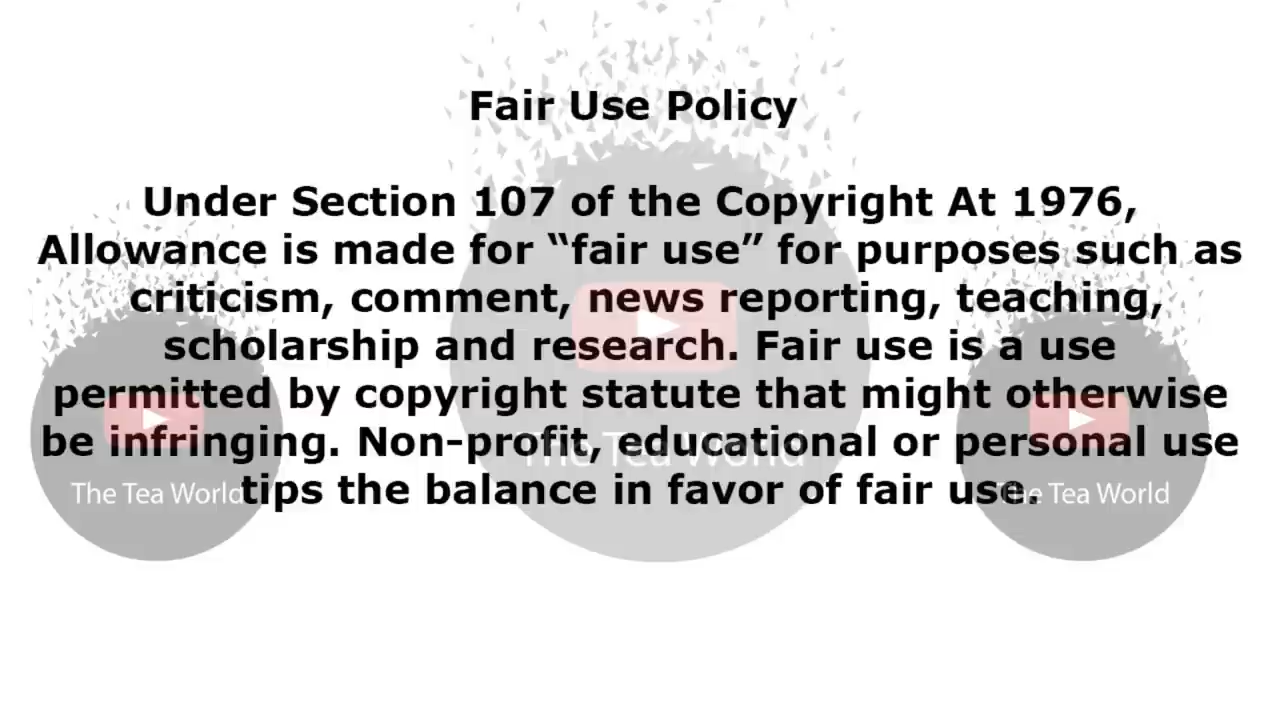 Fair Use Policy
Under Section 107 of the Copyright At 1976,
Allowance is made for “fair use” for purposes such as
criticism, comment, news reporting, teaching,
scholarship and research. Fair use is a use
permitted by copyright statute that might otherwise
be infringing. Non-profit, educational or personal use
tips the balance in favor of fair use.
The Tea World
The Tea World
The Tea World